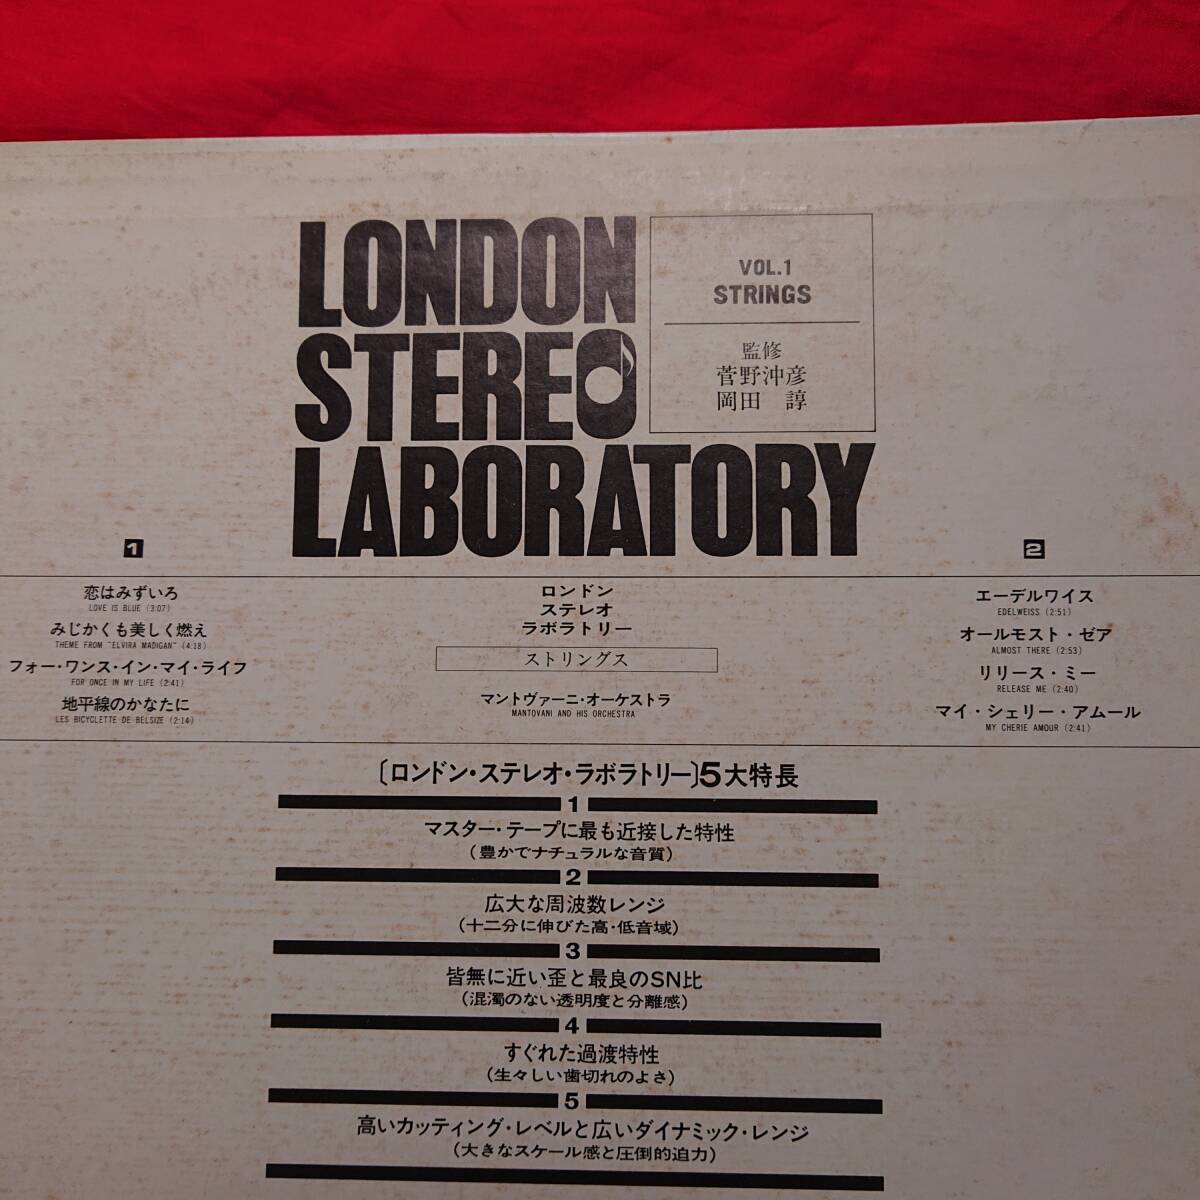 LONDON
STEREO
LABORATORY
VOL.1
STRINGS
監修
菅野沖彦
岡田 諄
1
恋はみずいろ
LOVE IS BLUE (3:07)
みじかくも美しく燃え
THEME FROM "ELVIRA MADIGAN" (4:18)
フォー・ワンス・イン・マイ・ライフ
FOR ONCE IN MY LIFE (2:41)
地平線のかなたに
LES BICYCLETTE DE BELSIZE (2:14)
ロンドン
ステレオ
ラボラトリー
ストリングス
マントヴァーニ・オーケストラ
MANTOVANI AND HIS ORCHESTRA
2
エーデルワイス
EDELWEISS (2:51)
オールモスト・ゼア
ALMOST THERE (2:53)
リリース・ミー
RELEASE ME (2:40)
マイ・シェリー・アムール
MY CHERIE AMOUR (2:41)
〔ロンドン・ステレオ・ラボラトリー〕5大特長
1
マスター・テープに最も近接した特性
(豊かでナチュラルな音質)
2
広大な周波数レンジ
(十二分に伸びた高・低音域)
3
皆無に近い歪と最良のSN比
(混濁のない透明度と分離感)
4
すぐれた過渡特性
(生々しい歯切れのよさ)
5
高いカッティング・レベルと広いダイナミック・レンジ
(大きなスケール感と圧倒的迫力)